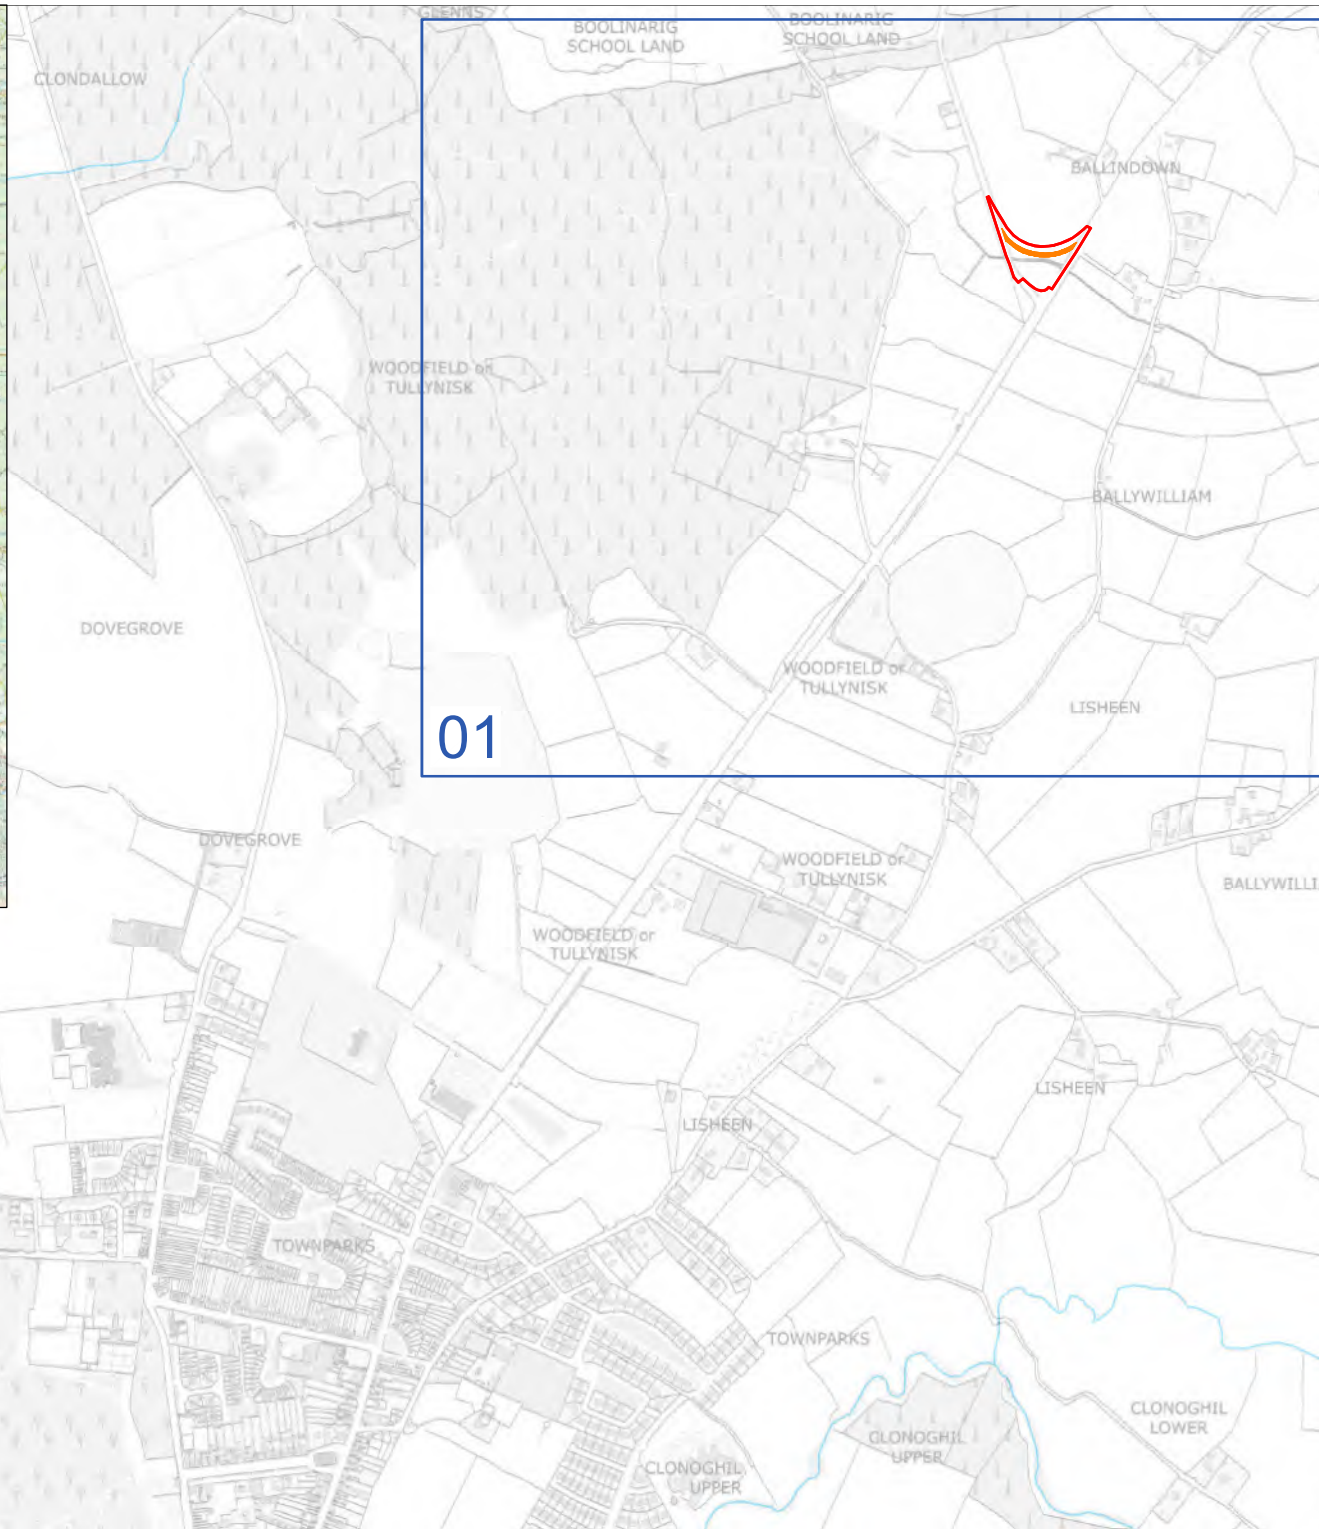 GLENNS
BOOLINARIG
SCHOOL LAND
BOOLINARIG
SCHOOL LAND
CLONDALLOW
BALLINDOWN
WOODFIELD or
TULLYNISK
BALLYWILLIAM
DOVEGROVE
WOODFIELD or
TULLYNISK
LISHEEN
01
DOVEGROVE
WOODFIELD or
TULLYNISK
BALLYWILLI
WOODFIELD or
TULLYNISK
LISHEEN
LISHEEN
TOWNPARKS
TOWNPARKS
CLONOGHIL
LOWER
CLONOGHIL
UPPER
CLONOGHIL
UPPER